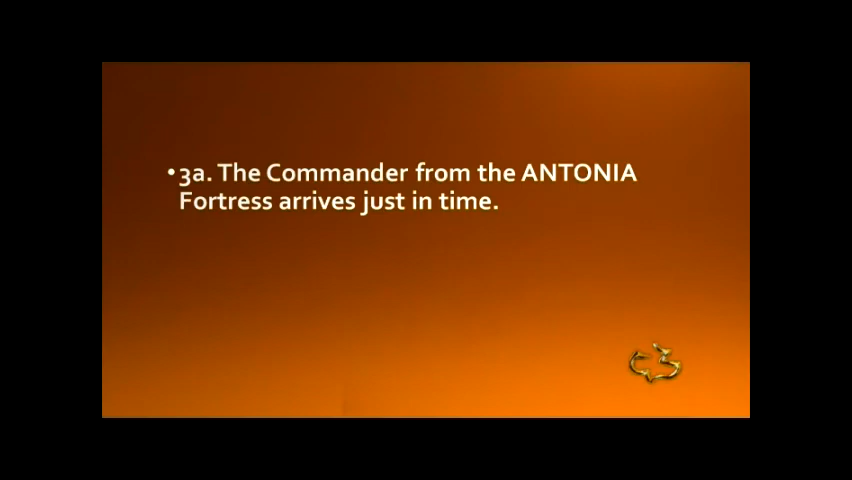 •3a. The Commander from the ANTONIA
Fortress arrives just in time.